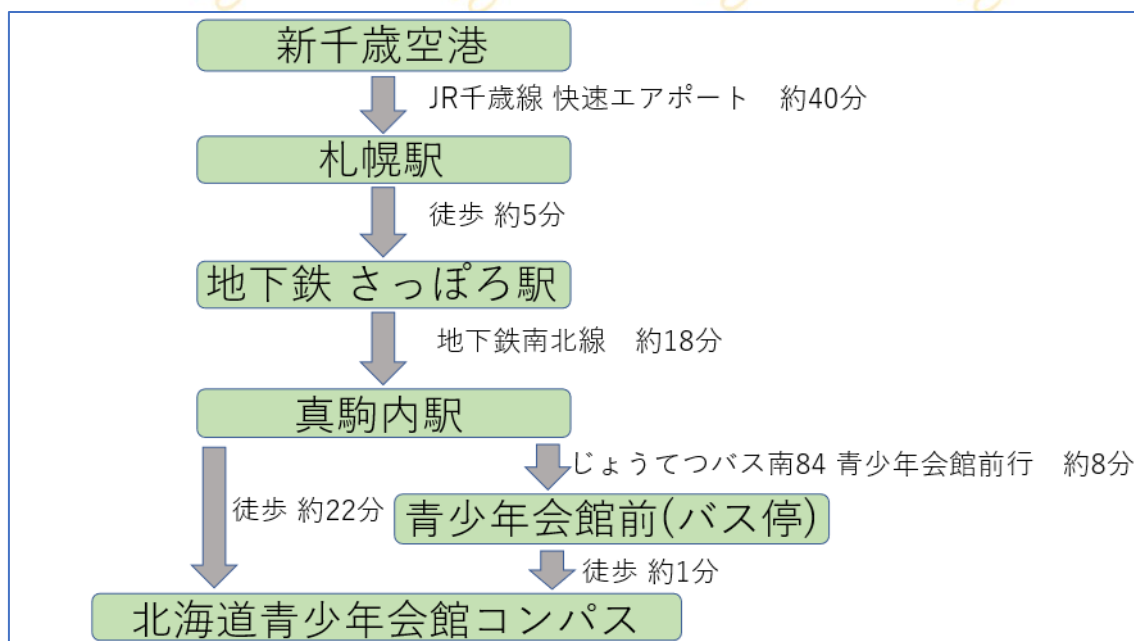 新千歳空港
JR千歳線 快速エアポート　約40分
札幌駅
徒歩 約5分
地下鉄 さっぽろ駅
地下鉄南北線　約18分
真駒内駅
じょうてつバス南84 青少年会館前行　約8分
徒歩 約22分
青少年会館前(バス停)
徒歩 約1分
北海道青少年会館コンパス